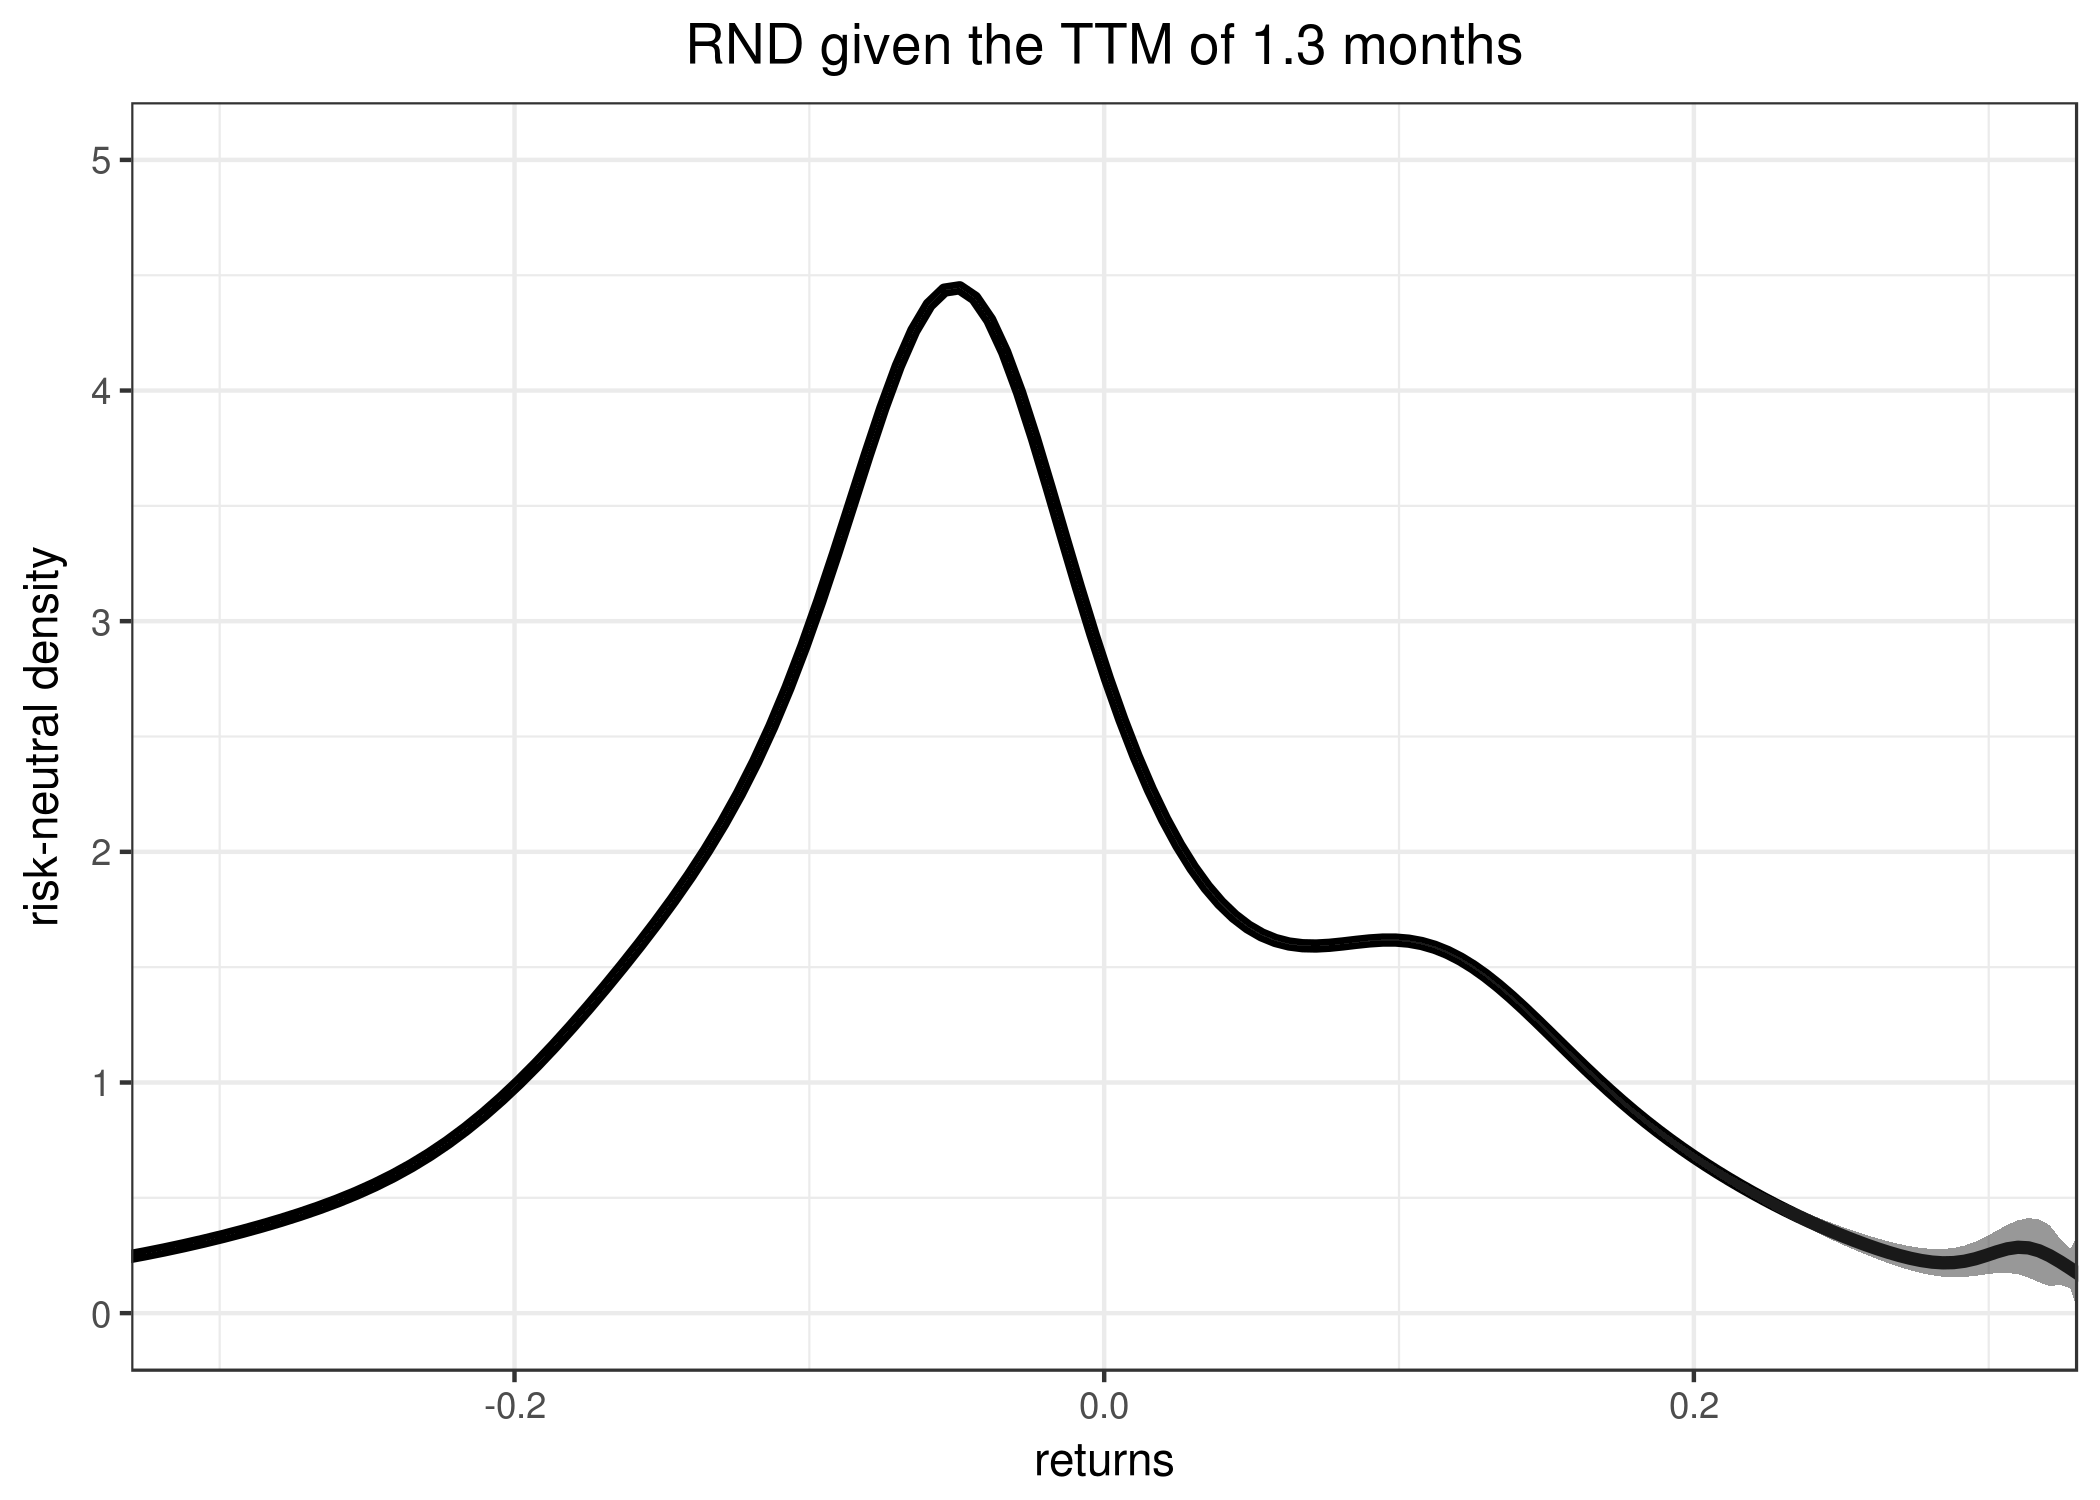 RND given the TTM of 1.3 months
5
4
3
2
1
0
risk-neutral density
-0.2 0.0 0.2
returns